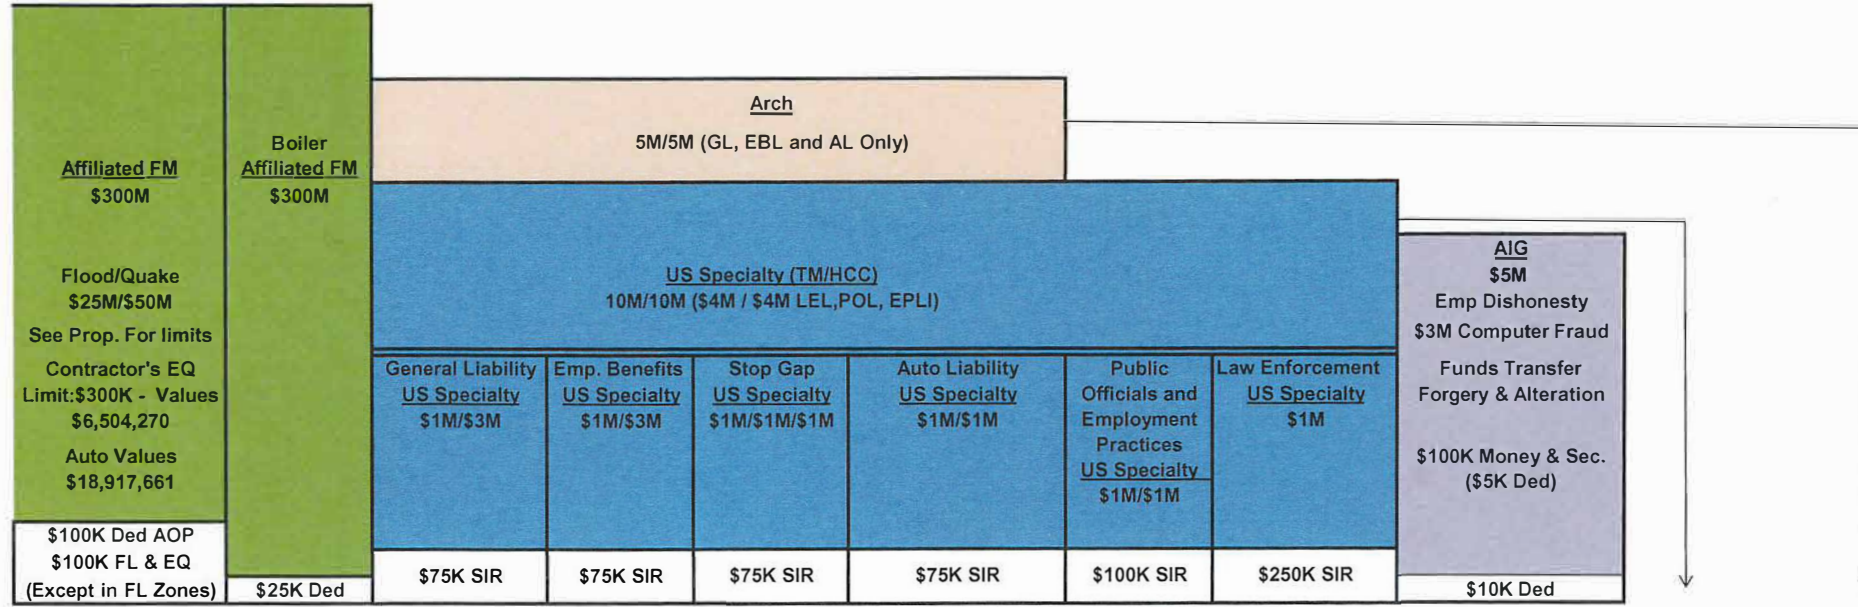 Affiliated FM
$300M
Flood/Quake
$25M/$50M
See Prop. For limits
Contractor's EQ
Limit:$300K - Values
$6,504,270
Auto Values
$18,917,661
$100K Ded AOP
$100K FL & EQ
(Except in FL Zones)
Boiler
Affiliated FM
$300M
$25K Ded
Arch
5M/5M (GL, EBL and AL Only)
US Specialty (TM/HCC)
10M/10M ($4M / $4M LEL,POL, EPLI)
General Liability
US Specialty
$1M/$3M
$75K SIR
Emp. Benefits
US Specialty
$1M/$3M
$75K SIR
Stop Gap
US Specialty
$1M/$1M/$1M
$75K SIR
Auto Liability
US Specialty
$1M/$1M
$75K SIR
Public
Officials and
Employment
Practices
US Specialty
$1M/$1M
$100K SIR
Law Enforcement
US Specialty
$1M
$250K SIR
AIG
$5M
Emp Dishonesty
$3M Computer Fraud
Funds Transfer
Forgery & Alteration
$100K Money & Sec.
($5K Ded)
$10K Ded